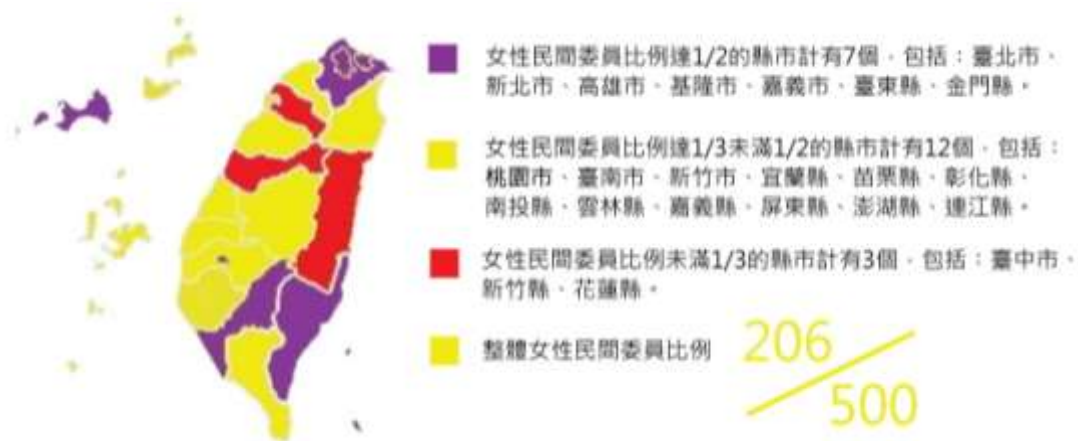 女性民間委員比例達1/2的縣市計有7個，包括：臺北市、
新北市、高雄市、基隆市、嘉義市、臺東縣、金門縣。
女性民間委員比例達1/3未滿1/2的縣市計有12個，包括：
桃園市、臺南市、新竹市、宜蘭縣、苗栗縣、彰化縣、
南投縣、雲林縣、嘉義縣、屏東縣、澎湖縣、連江縣。
女性民間委員比例未滿1/3的縣市計有3個，包括：臺中市、
新竹縣、花蓮縣。
整體女性民間委員比例
206
500